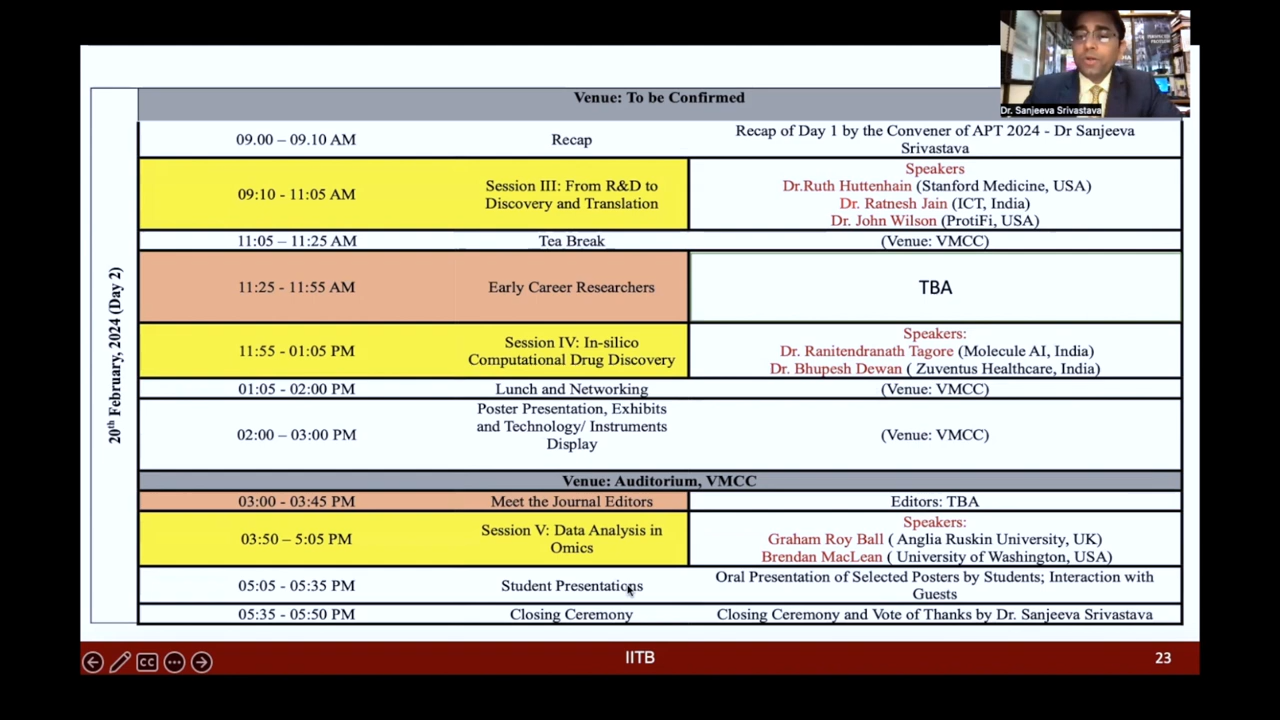 Venue: To be Confirmed
Dr. Sanjeeva Srivastava
20th February, 2024 (Day 2)
09.00 – 09.10 AM
Recap
Recap of Day 1 by the Convener of APT 2024 - Dr Sanjeeva
Srivastava
09:10 - 11:05 AM
Session III: From R&D to
Discovery and Translation
Speakers
Dr.Ruth Huttenhain (Stanford Medicine, USA)
Dr. Ratnesh Jain (ICT, India)
Dr. John Wilson (ProtiFi, USA)
11:05 – 11:25 AM
Tea Break
(Venue: VMCC)
11:25 - 11:55 AM
Early Career Researchers
TBA
11:55 - 01:05 PM
Session IV: In-silico
Computational Drug Discovery
Speakers:
Dr. Ranitendranath Tagore (Molecule AI, India)
Dr. Bhupesh Dewan ( Zuventus Healthcare, India)
01:05 - 02:00 PM
Lunch and Networking
(Venue: VMCC)
02:00 – 03:00 PM
Poster Presentation, Exhibits
and Technology/ Instruments
Display
(Venue: VMCC)
Venue: Auditorium, VMCC
03:00 - 03:45 PM
Meet the Journal Editors
Editors: TBA
03:50 – 5:05 PM
Session V: Data Analysis in
Omics
Speakers:
Graham Roy Ball ( Anglia Ruskin University, UK)
Brendan MacLean ( University of Washington, USA)
05:05 - 05:35 PM
Student Presentations
Oral Presentation of Selected Posters by Students; Interaction with
Guests
05:35 - 05:50 PM
Closing Ceremony
Closing Ceremony and Vote of Thanks by Dr. Sanjeeva Srivastava
CC
IITB
23